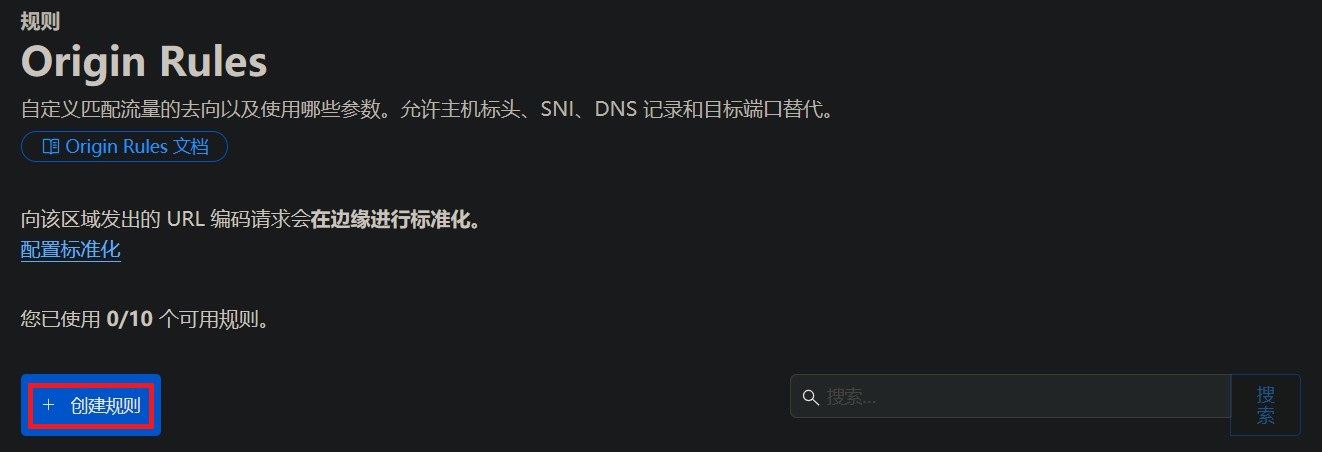 规则
Origin Rules
自定义匹配流量的去向以及使用哪些参数。允许主机标头、SNI、DNS 记录和目标端口替代。
Origin Rules 文档
向该区域发出的 URL 编码请求会在边缘进行标准化。
配置标准化
您已使用 0/10 个可用规则。
+ 创建规则
搜索...
搜
索